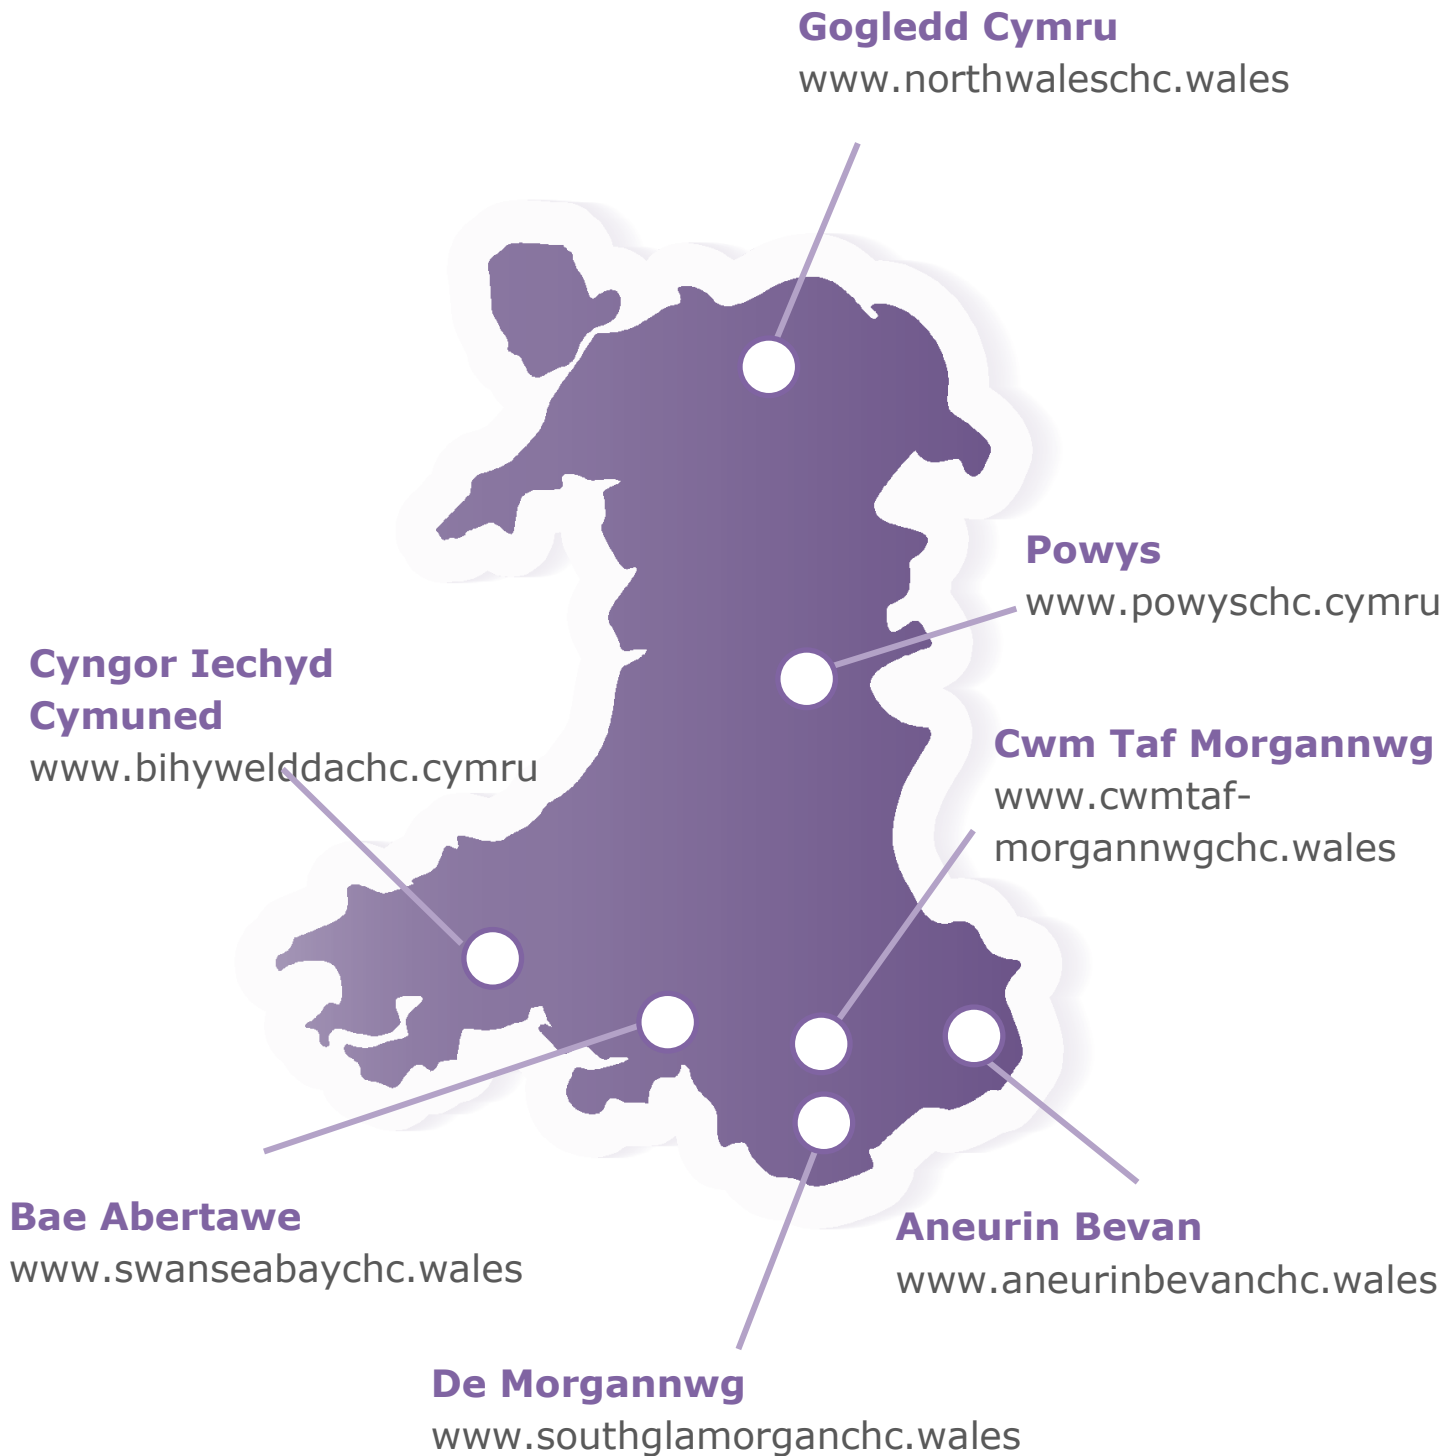 Gogledd Cymru
www.northwaleschc.wales
Powys
www.powyschc.cymru
Cyngor Iechyd
Cymuned
www.bihywelddachc.cymru
Cwm Taf Morgannwg
www.cwmtaf-
morgannwgchc.wales
Bae Abertawe
www.swanseabaychc.wales
Aneurin Bevan
www.aneurinbevanchc.wales
De Morgannwg
www.southglamorganchc.wales